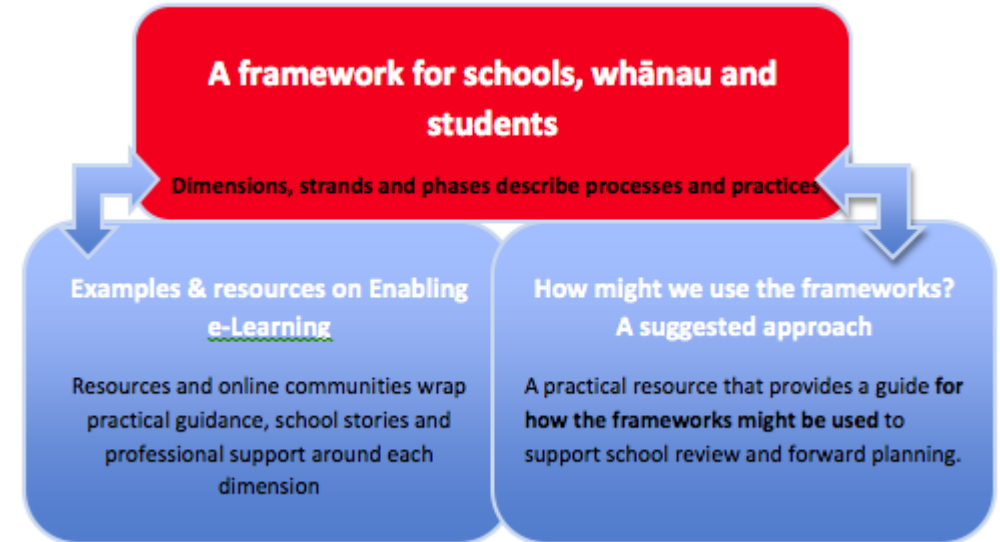 A framework for schools, whānau and
students
Dimensions, strands and phases describe processes and practices
Examples & resources on Enabling
e-Learning
Resources and online communities wrap
practical guidance, school stories and
professional support around each
dimension
How might we use the frameworks?
A suggested approach
A practical resource that provides a guide for
how the frameworks might be used to
support school review and forward planning.